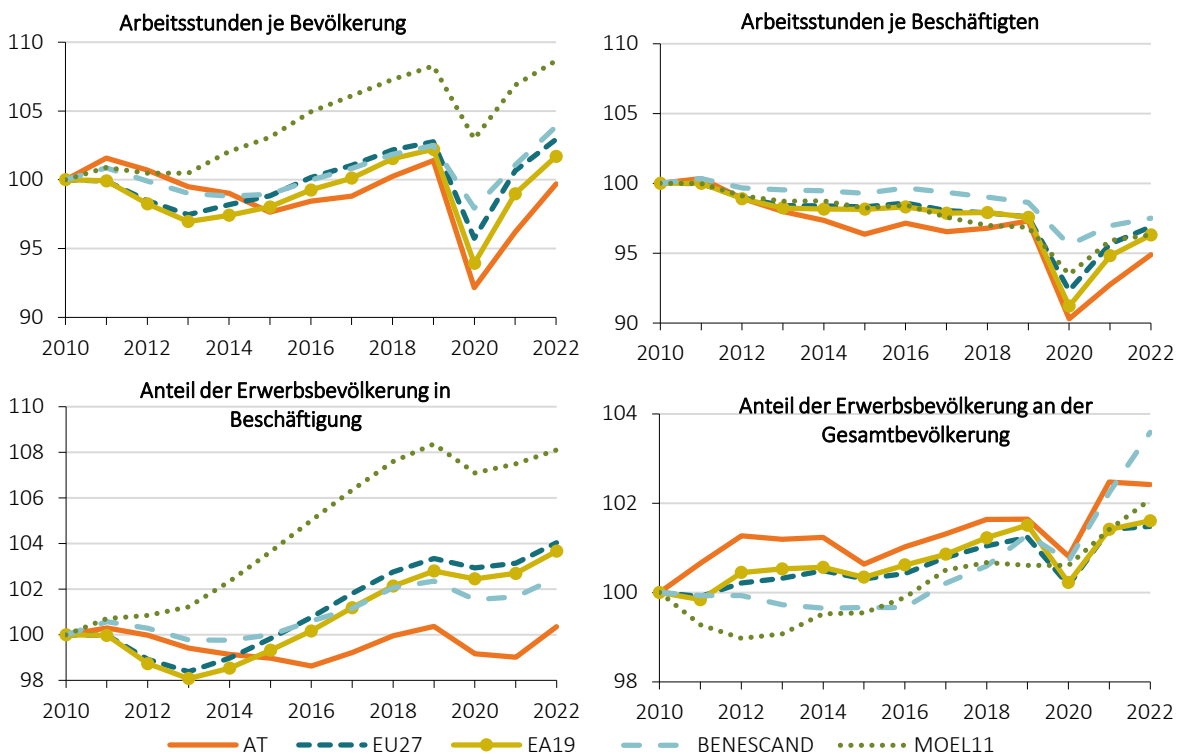 Arbeitsstunden je Bevölkerung
110
105
100
95
90
2010 2012 2014 2016 2018 2020 2022
Arbeitsstunden je Beschäftigten
110
105
100
95
90
2010 2012 2014 2016 2018 2020 2022
Anteil der Erwerbsbevölkerung in
Beschäftigung
110
108
106
104
102
100
98
2010 2012 2014 2016 2018 2020 2022
Anteil der Erwerbsbevölkerung an der
Gesamtbevölkerung
104
102
100
98
2010 2012 2014 2016 2018 2020 2022
AT EU27 EA19 BENESCAND MOEL11